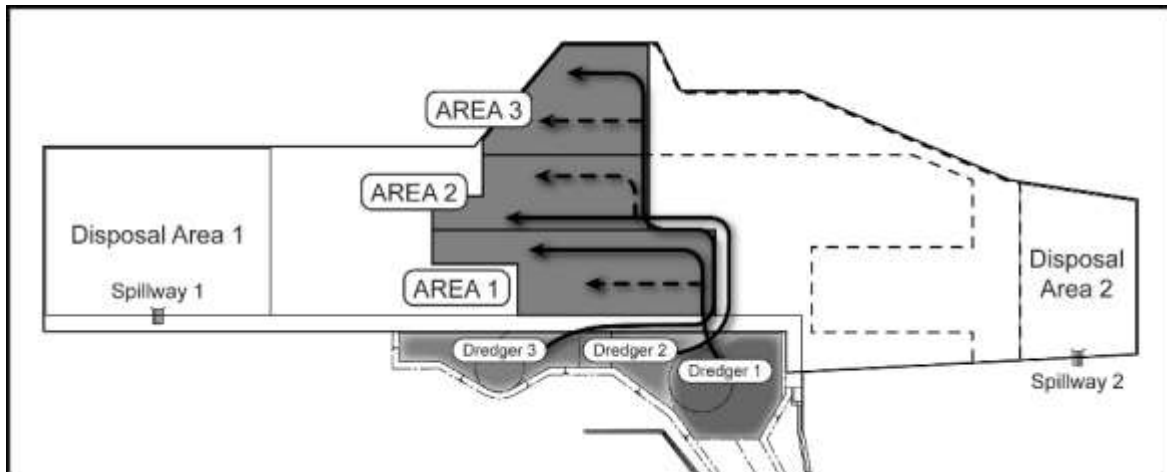 AREA 3
AREA 2
Disposal Area 1
Disposal
Area 2
Spillway 1
AREA 1
Dredger 3
Dredger 2
Dredger 1
Spillway 2